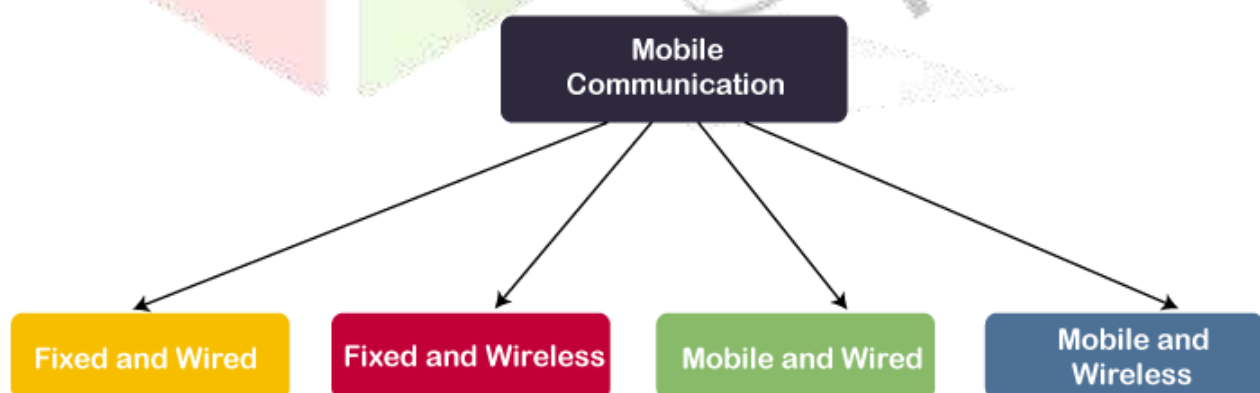 Mobile
Communication
Fixed and Wired
Fixed and Wireless
Mobile and Wired
Mobile and
Wireless